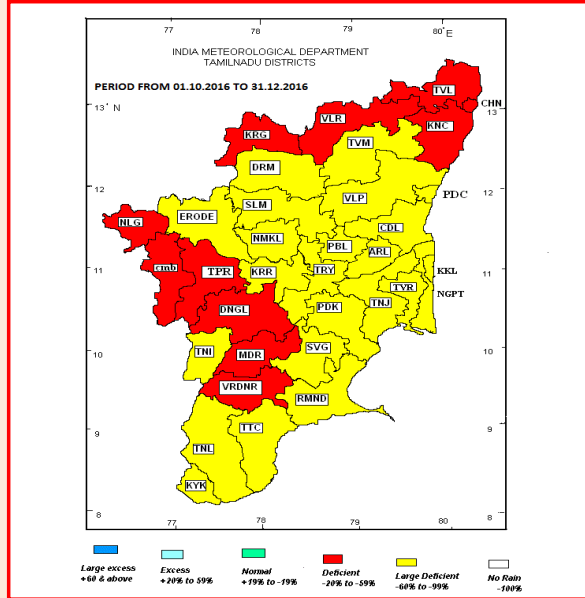 77 78 79 80°E
INDIA METEOROLOGICAL DEPARTMENT
TAMILNADU DISTRICTS
PERIOD FROM 01.10.2016 TO 31.12.2016
TVL
13° N
CHN
13
VLR
KNC
KRG
TVM
DRM
12
12
PDC
SLM
VLP
ERODE
NLG
CDL
NMKL
PBL
ARL
cmb
TPR
KRR
TRY
KKL
11
11
TVR
NGPT
DNGL
PDK
TNJ
10
10
TNI
MDR
SVG
VRDNR
RMND
9
9
TTC
TNL
KYK
8
8
77 78 79 80
Large excess
+60 & above
Excess
+20% to 59%
Normal
+19% to -19%
Deficient
-20% to -59%
Large Deficient
-60% to -99%
No Rain
-100%